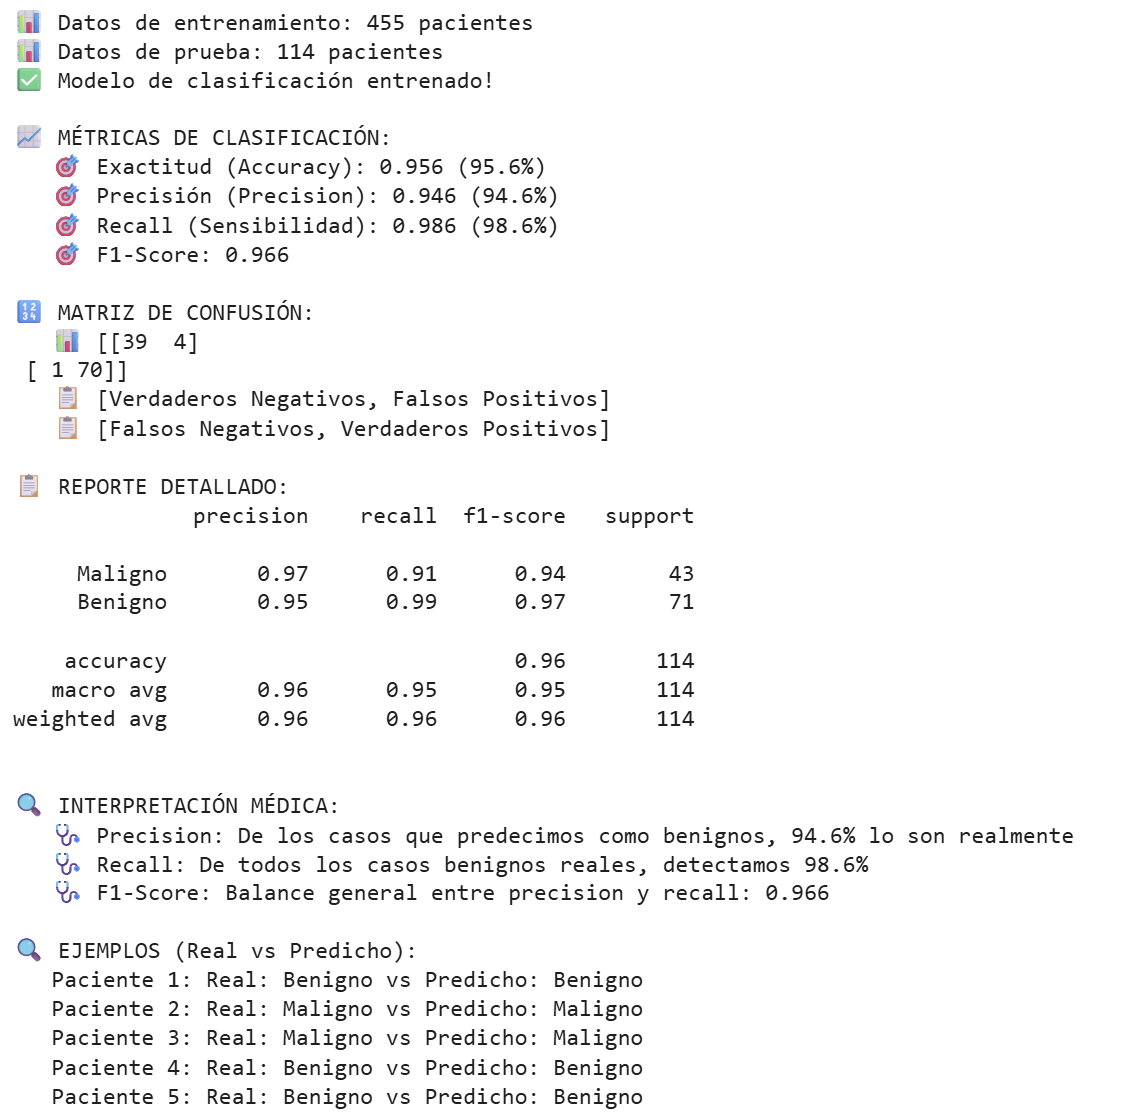 📊 Datos de entrenamiento: 455 pacientes
📊 Datos de prueba: 114 pacientes
✅ Modelo de clasificación entrenado!

📈 MÉTRICAS DE CLASIFICACIÓN:
   🎯 Exactitud (Accuracy): 0.956 (95.6%)
   🎯 Precisión (Precision): 0.946 (94.6%)
   🎯 Recall (Sensibilidad): 0.986 (98.6%)
   🎯 F1-Score: 0.966

🔢 MATRIZ DE CONFUSIÓN:
   📊 [[39  4]
 [ 1 70]]
   📋 [Verdaderos Negativos, Falsos Positivos]
   📋 [Falsos Negativos, Verdaderos Positivos]

📋 REPORTE DETALLADO:
              precision    recall  f1-score   support

     Maligno       0.97      0.91      0.94        43
     Benigno       0.95      0.99      0.97        71

    accuracy                           0.96       114
   macro avg       0.96      0.95      0.95       114
weighted avg       0.96      0.96      0.96       114

🔍 INTERPRETACIÓN MÉDICA:
   🩺 Precision: De los casos que predecimos como benignos, 94.6% lo son realmente
   🩺 Recall: De todos los casos benignos reales, detectamos 98.6%
   🩺 F1-Score: Balance general entre precision y recall: 0.966

🔍 EJEMPLOS (Real vs Predicho):
   Paciente 1: Real: Benigno vs Predicho: Benigno
   Paciente 2: Real: Maligno vs Predicho: Maligno
   Paciente 3: Real: Maligno vs Predicho: Maligno
   Paciente 4: Real: Benigno vs Predicho: Benigno
   Paciente 5: Real: Benigno vs Predicho: Benigno